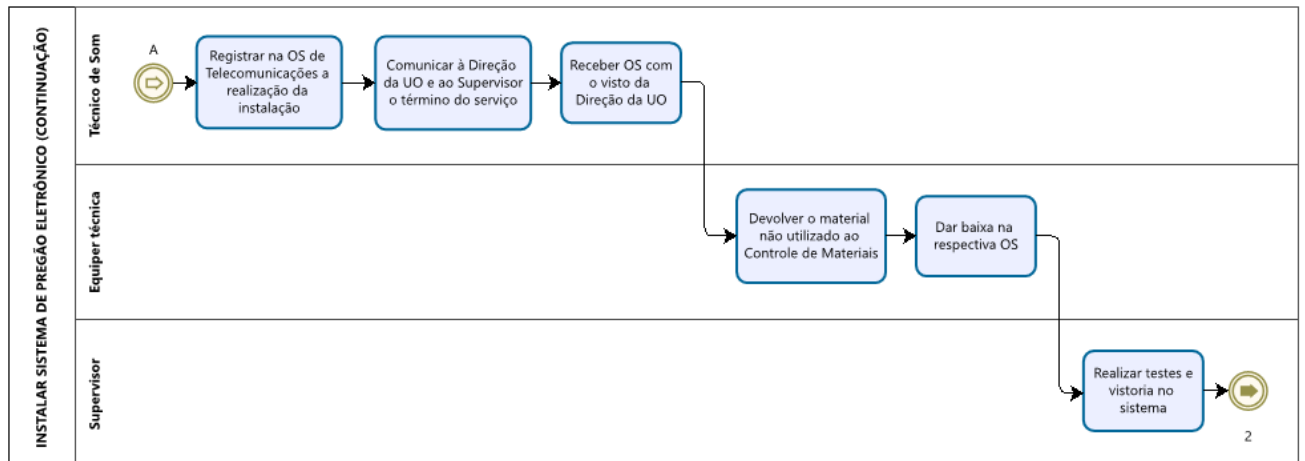 INSTALAR SISTEMA DE PREGÃO ELETRÔNICO (CONTINUAÇÃO)
Técnico de Som
A
Registrar na OS de
Telecomunicações a
realização da
instalação
Comunicar à Direção
da UO e ao Supervisor
o término do serviço
Receber OS com
o visto da
Direção da UO
Equiper técnica
Devolver o material
não utilizado ao
Controle de Materiais
Dar baixa na
respectiva OS
Supervisor
Realizar testes e
vistoria no
sistema
2